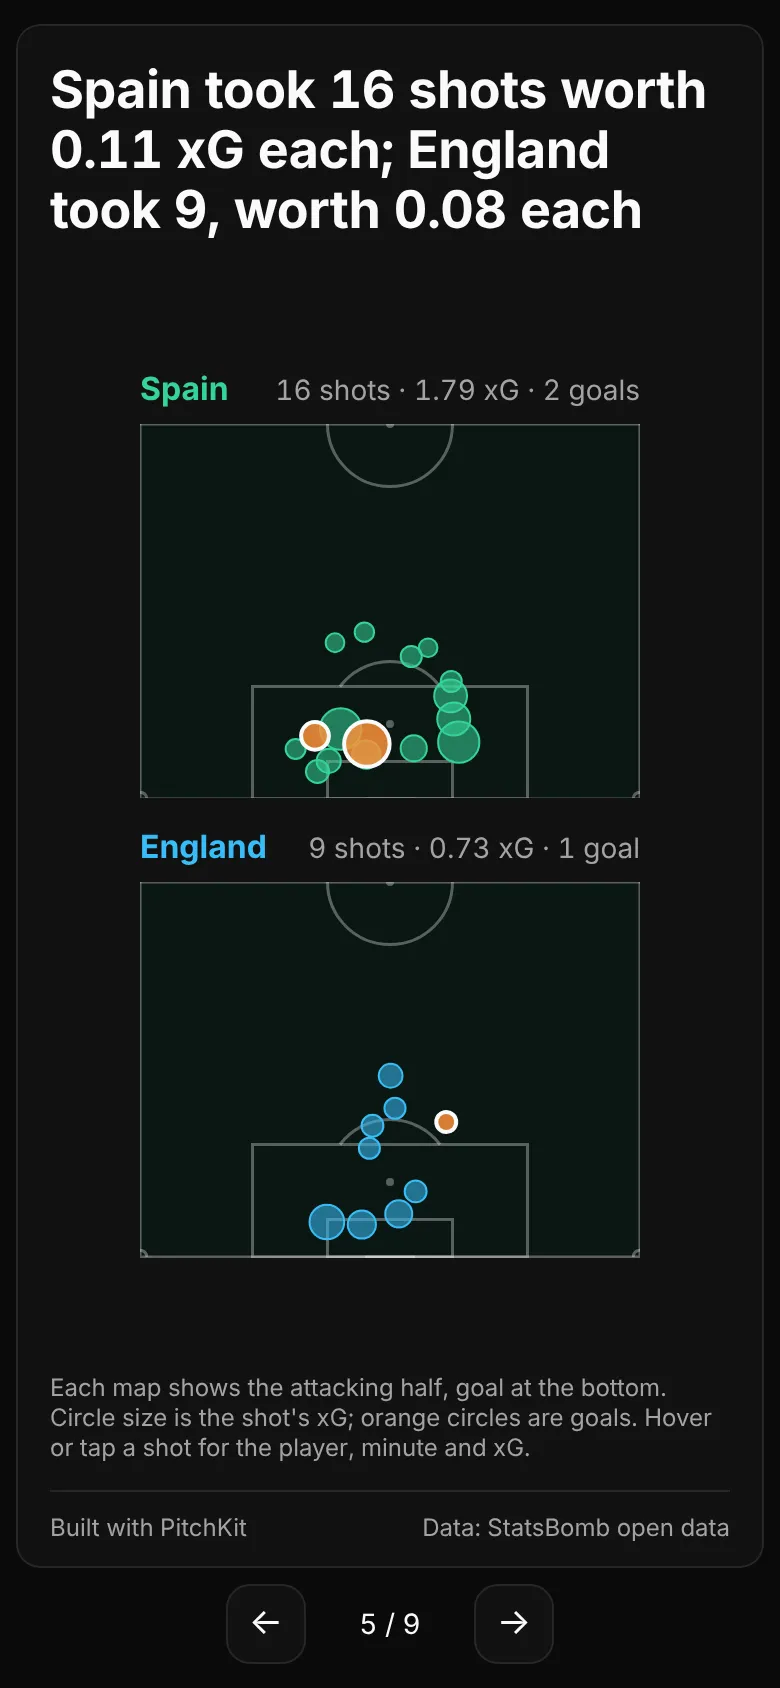 Spain took 16 shots worth
0.11 xG each; England
took 9, worth 0.08 each
Spain
16 shots · 1.79 xG · 2 goals
England
9 shots · 0.73 xG · 1 goal
Each map shows the attacking half, goal at the bottom.
Circle size is the shot's xG; orange circles are goals. Hover
or tap a shot for the player, minute and xG.
Built with PitchKit
Data: StatsBomb open data
5 / 9